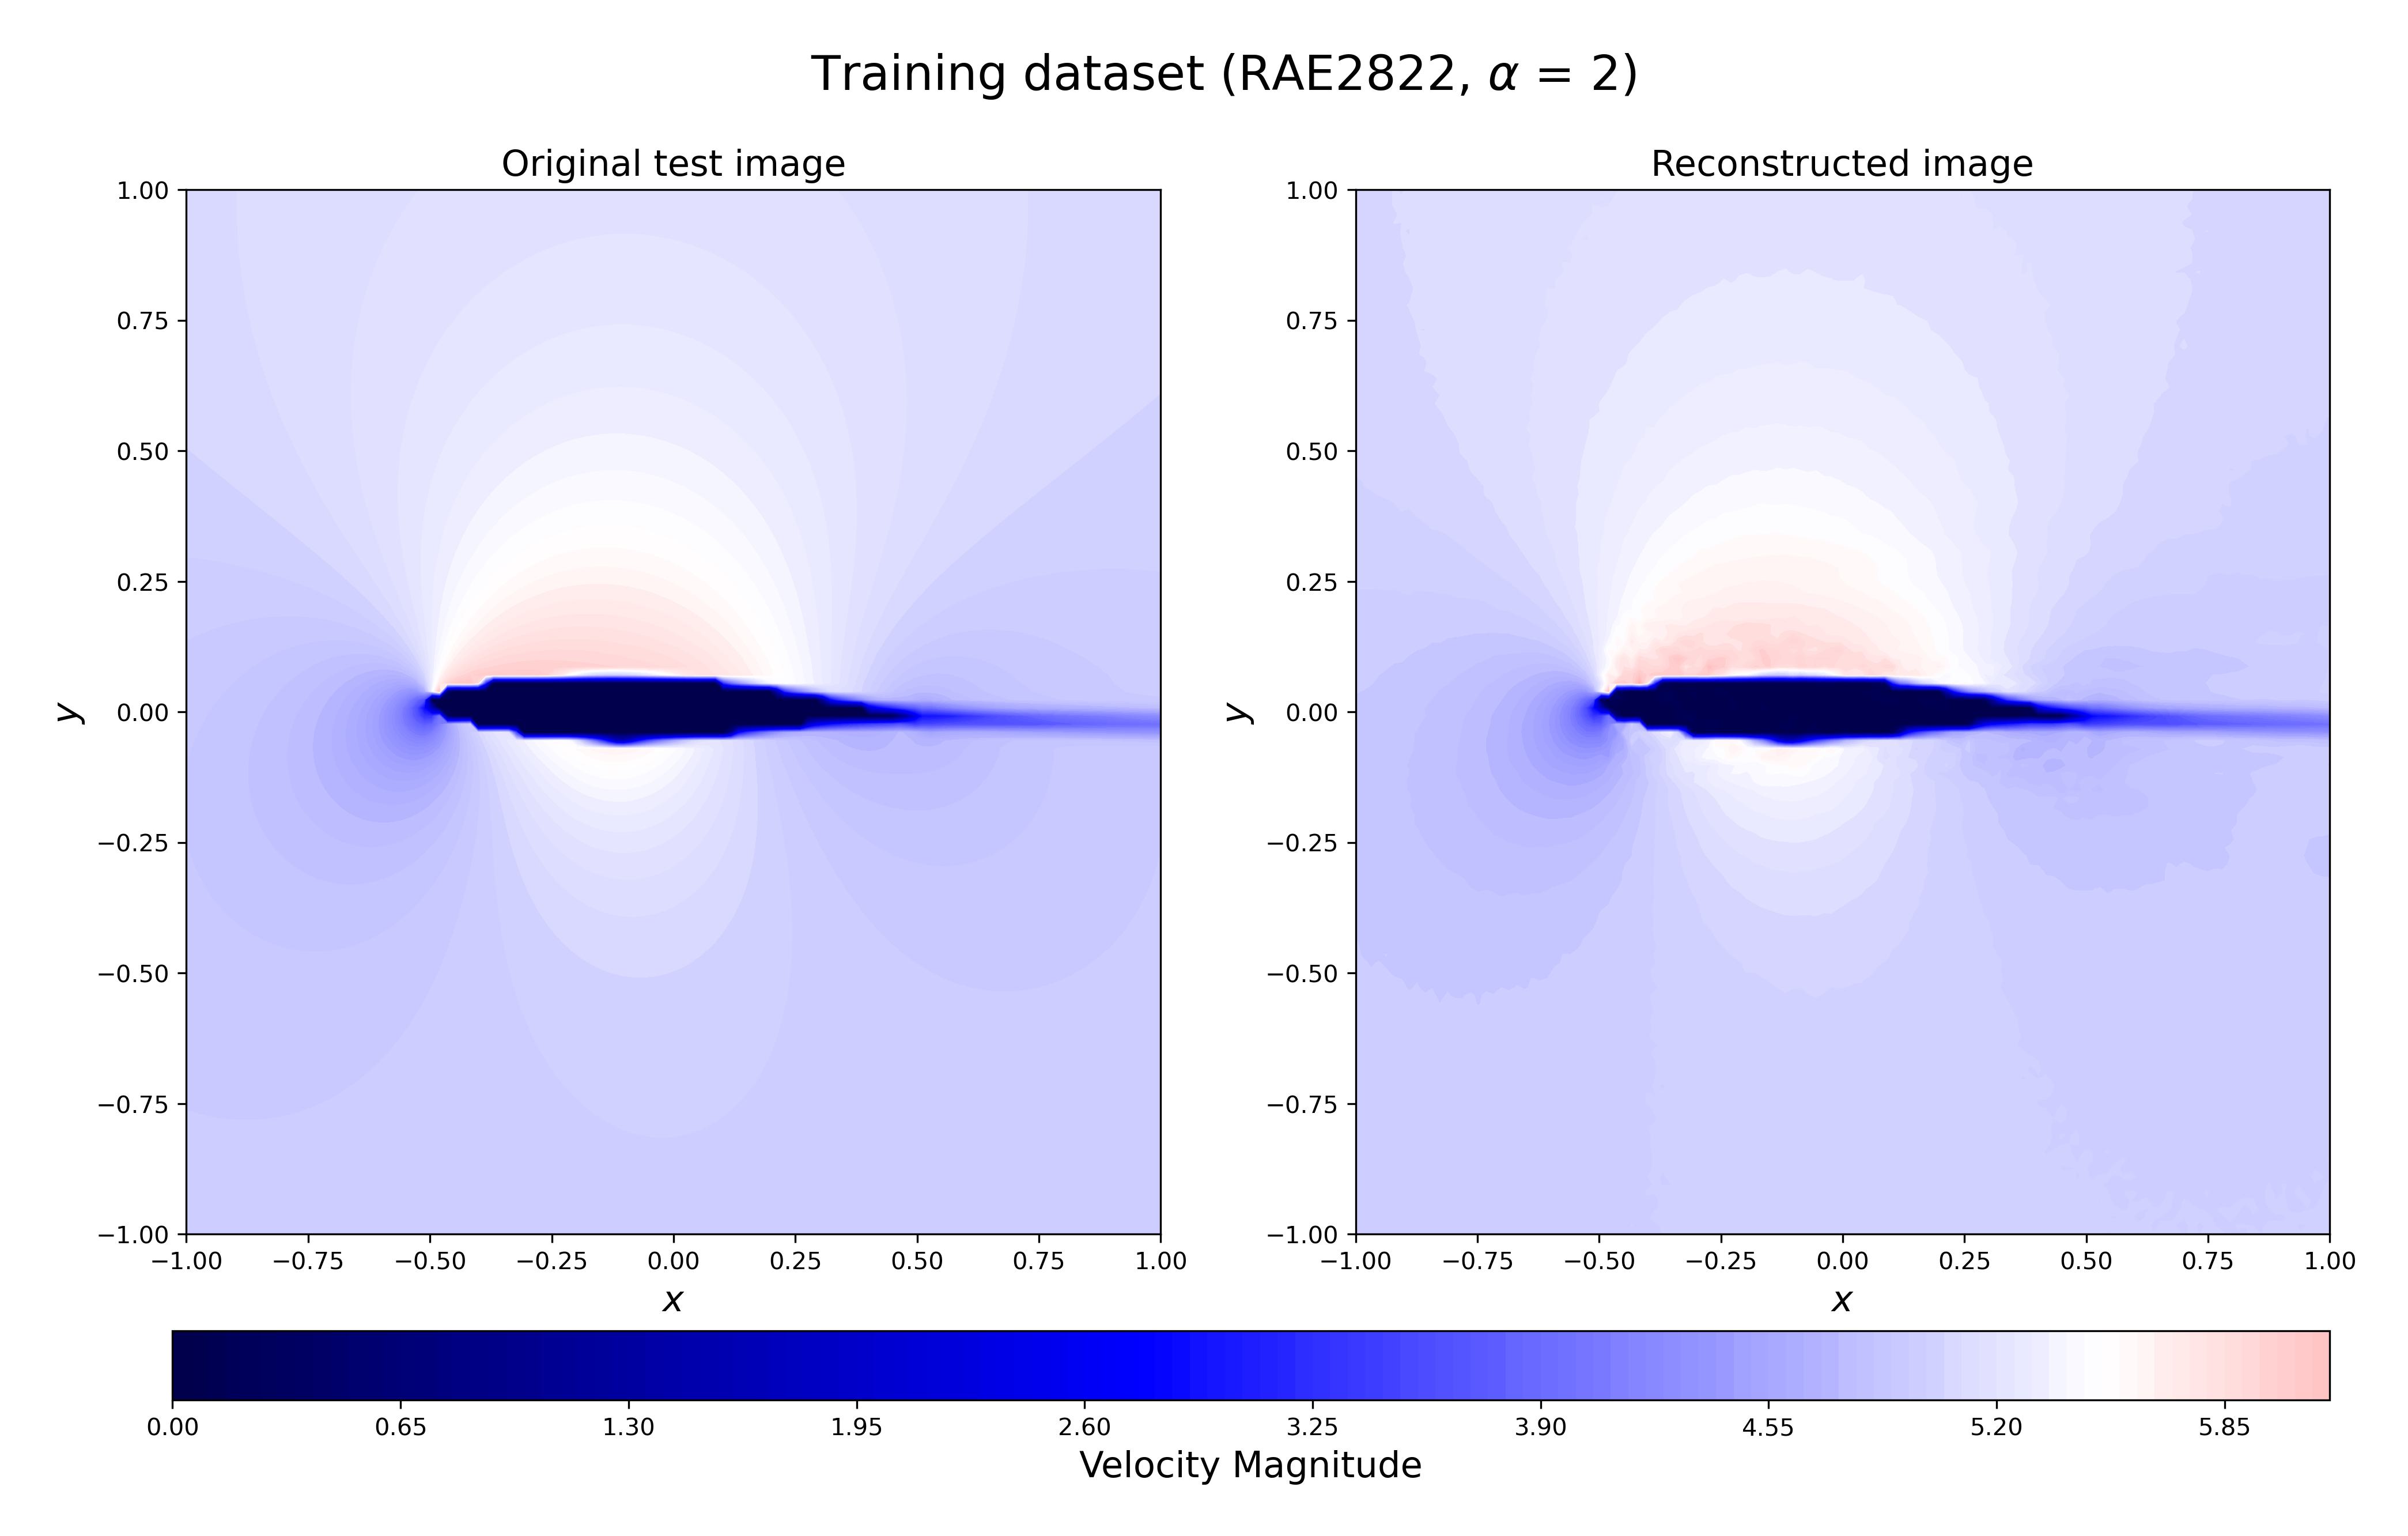 Training dataset (RAE2822, α = 2)
Original test image
Reconstructed image
1.00
0.75
0.50
0.25
0.00
−0.25
−0.50
−0.75
−1.00
y
−1.00 −0.75 −0.50 −0.25 0.00 0.25 0.50 0.75 1.00
x
1.00
0.75
0.50
0.25
0.00
−0.25
−0.50
−0.75
−1.00
y
−1.00 −0.75 −0.50 −0.25 0.00 0.25 0.50 0.75 1.00
x
0.00 0.65 1.30 1.95 2.60 3.25 3.90 4.55 5.20 5.85
Velocity Magnitude